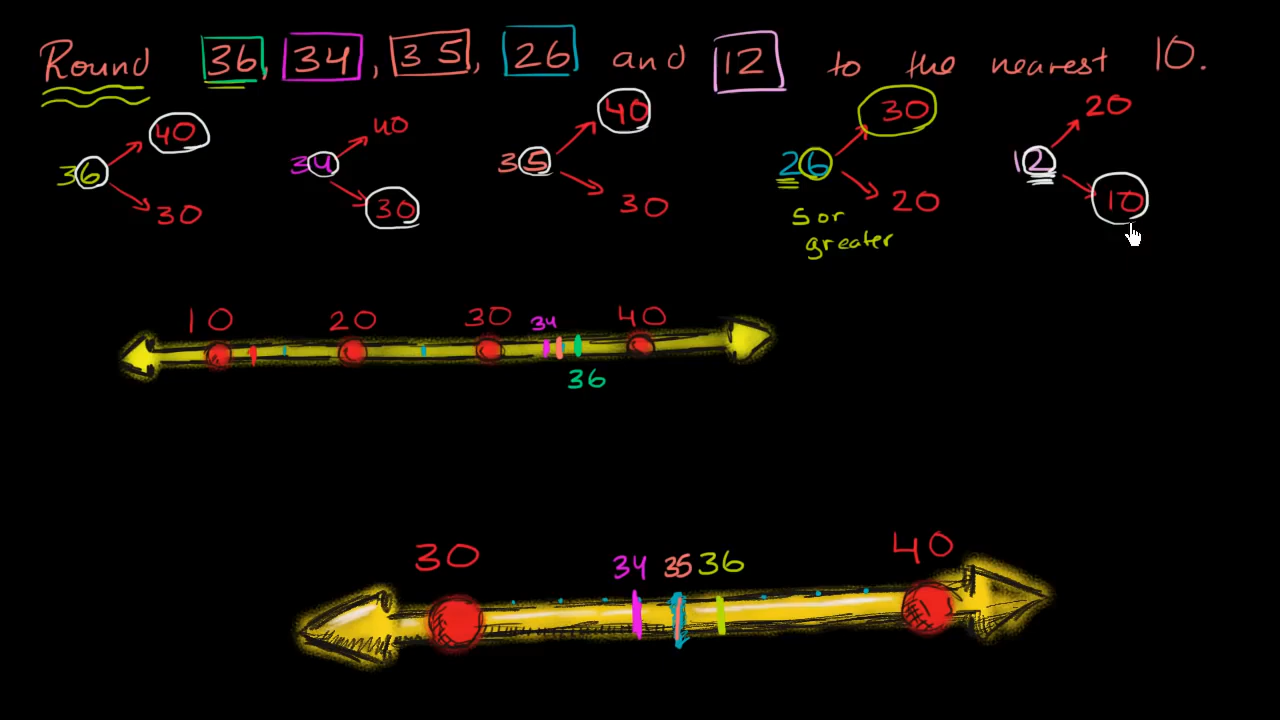 Round 36, 34, 35, 26 and 12 to the nearest 10.
40 40 40 30 20
36 34 35 26 12
30 30 30 20 10
5 or
greater
10 20 30 34 40
36
30 34 35 36 40